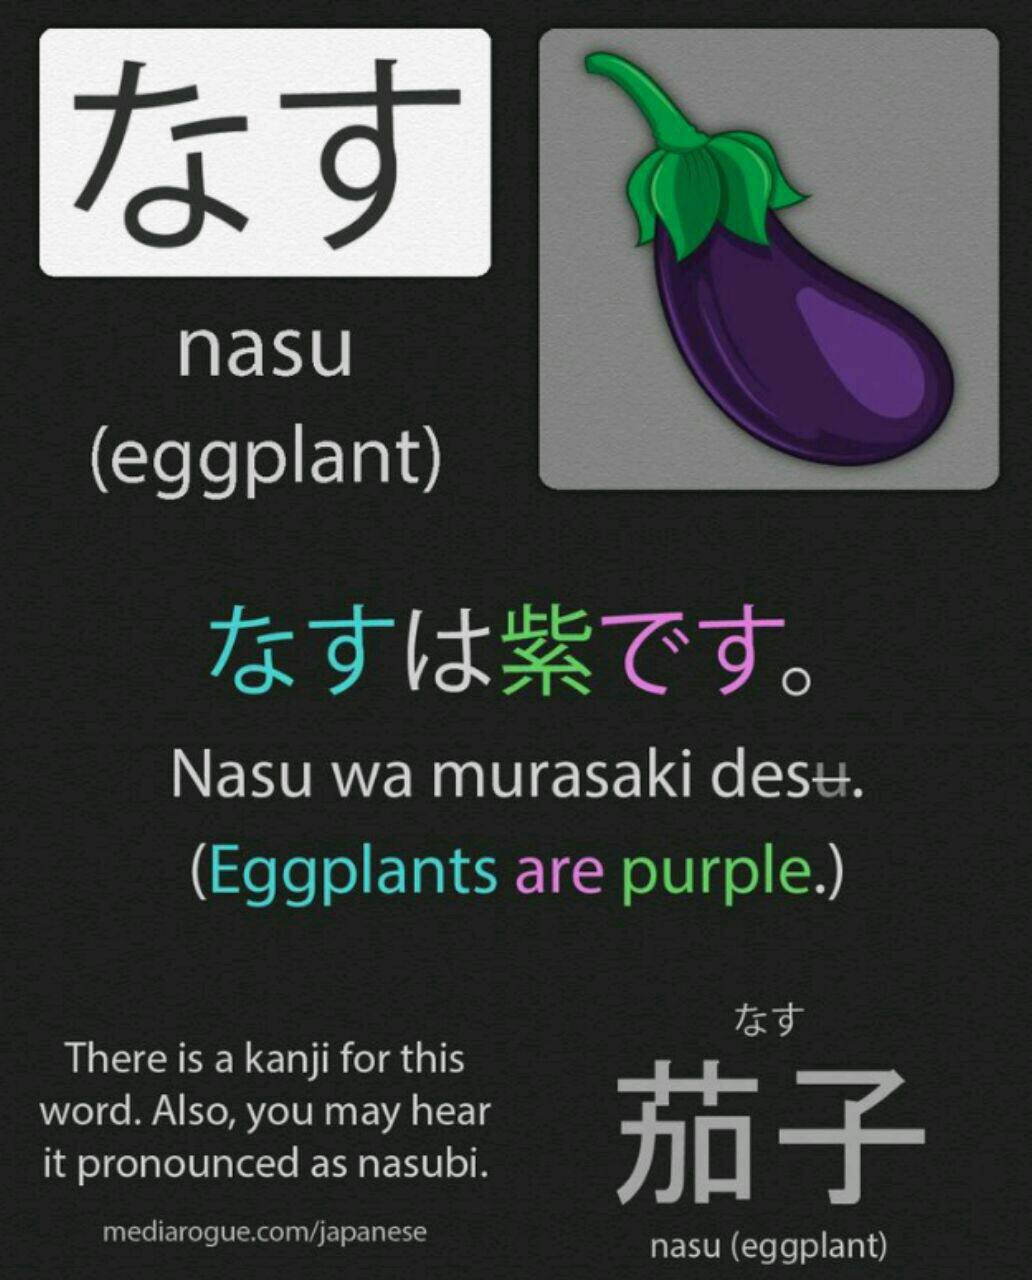 なす
nasu
(eggplant)
なすは紫です。
Nasu wa murasaki desu.
(Eggplants are purple.)
There is a kanji for this
word. Also, you may hear
it pronounced as nasubi.
mediarogue.com/japanese
なす
茄子
nasu (eggplant)